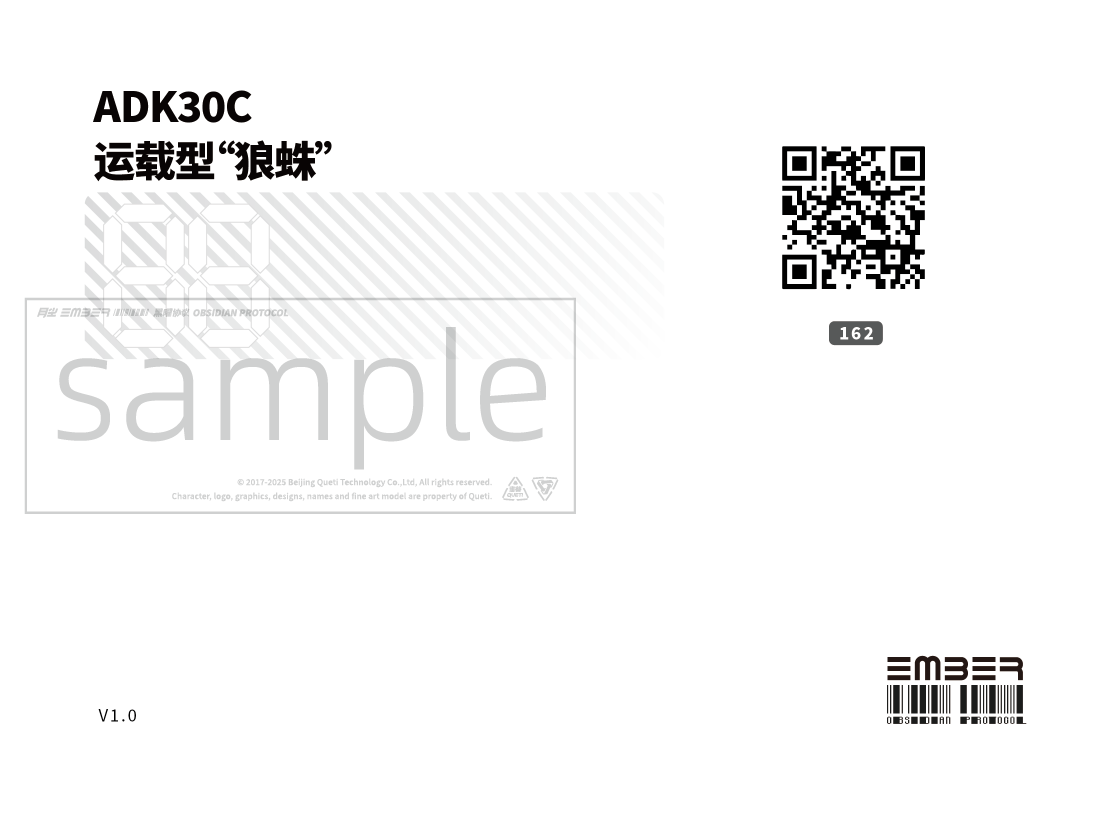 ADK30C
运载型“狼蛛”
162
EMBER OBSIDIAN PROTOCOL
sample
© 2017-2025 Beijing Queti Technology Co.,Ltd, All rights reserved.
Character, logo, graphics, designs, names and fine art model are property of Queti.
QUETI
V1.0
EMBER
OBSIDIAN PROTOCOL